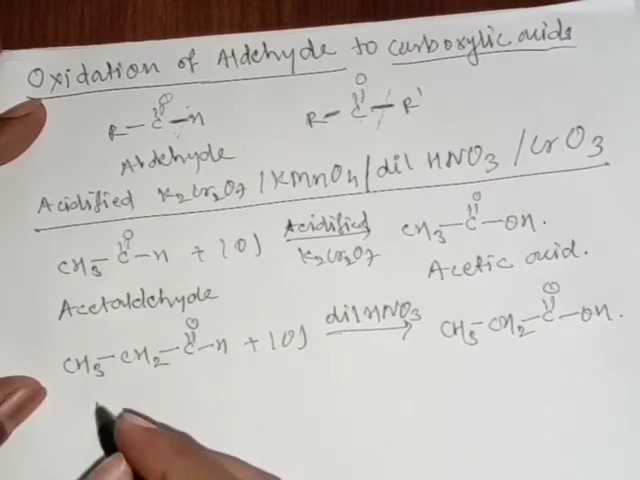 Oxidation of Aldehyde to carboxylic acids
O O
R-C-H R-C-R'
Aldehyde
Acidified K2Cr2O7/KMnO4/dil HNO3/CrO3
O Acidified O
CH3-C-H + [O] K2Cr2O7 CH3-C-OH.
Acetaldehyde Acetic acid.
O dil HNO3 O
CH3-CH2-C-H + [O] → CH3-CH2-C-OH.